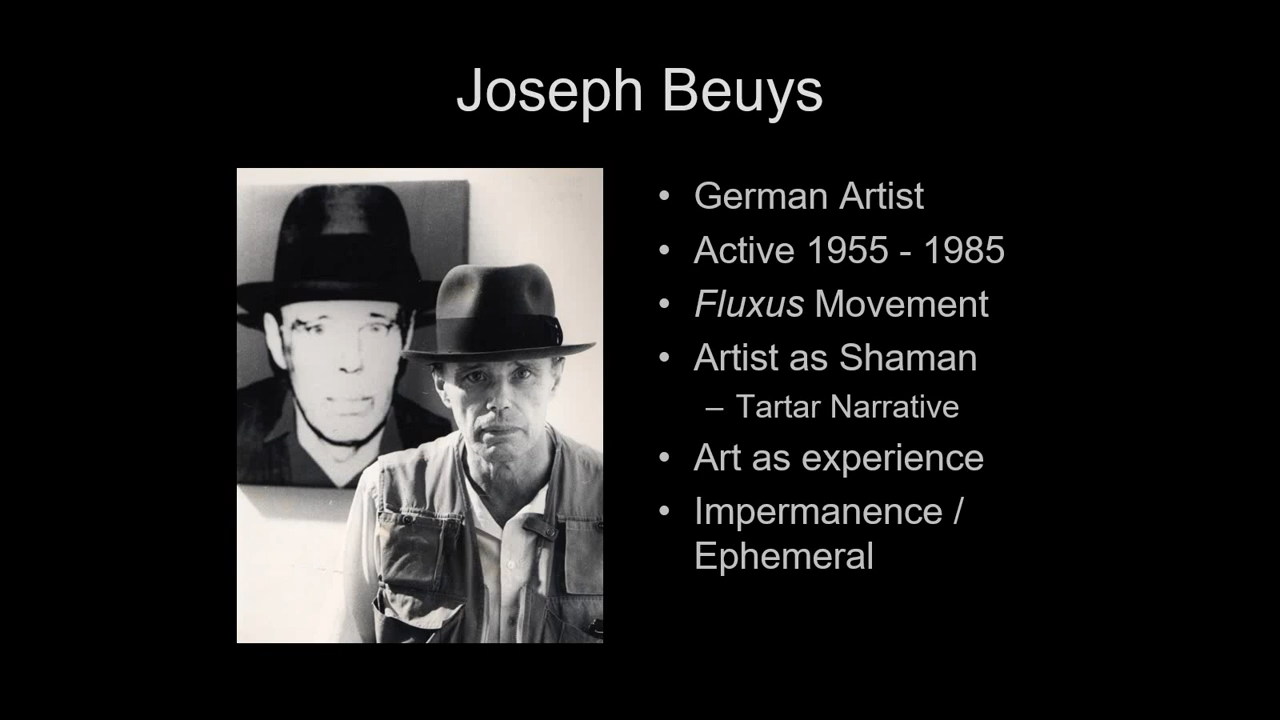 Joseph Beuys
• German Artist
• Active 1955 - 1985
• Fluxus Movement
• Artist as Shaman
– Tartar Narrative
• Art as experience
• Impermanence /
Ephemeral